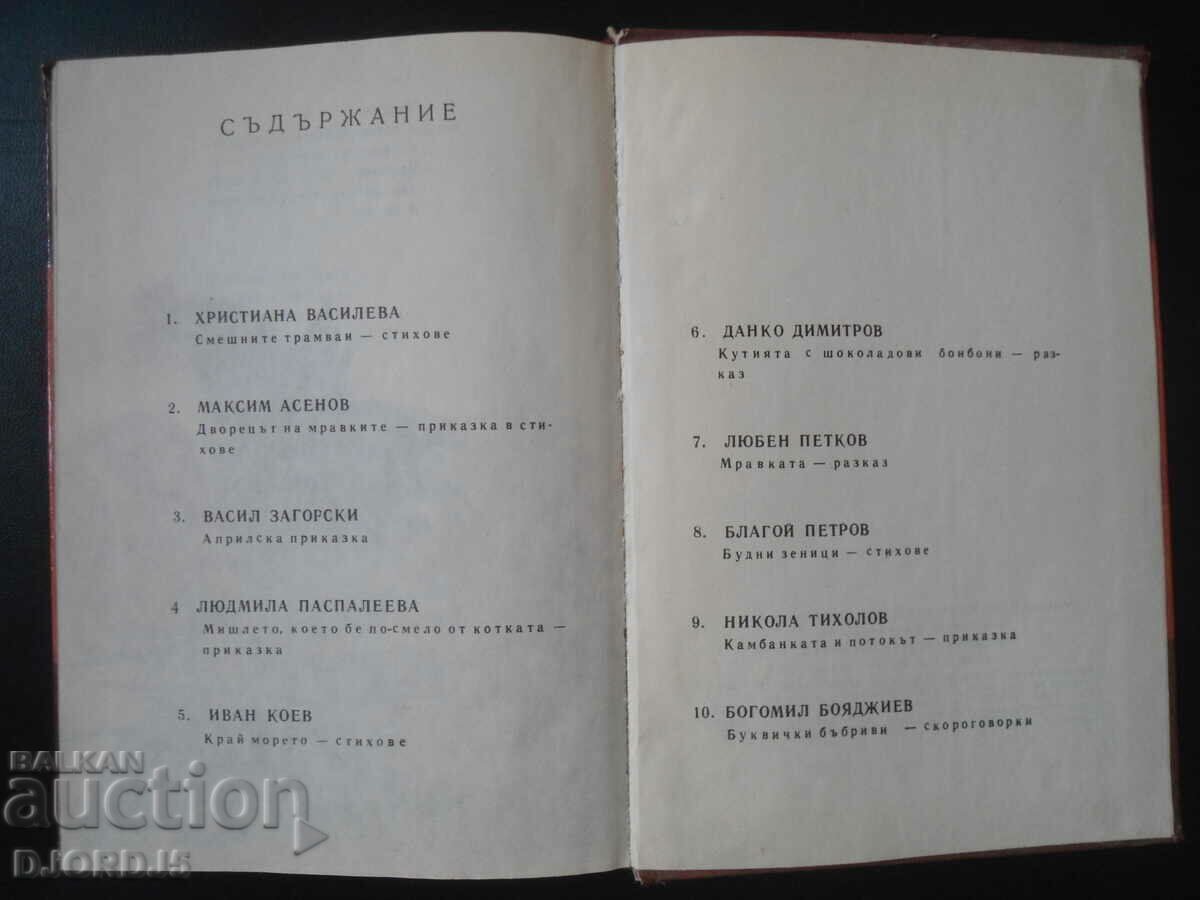 СЪДЪРЖАНИЕ
1. ХРИСТИАНА ВАСИЛЕВА
Смешните трамваи — стихове
2. МАКСИМ АСЕНОВ
Дворецът на мравките — приказка в сти-
хове
3. ВАСИЛ ЗАГОРСКИ
Априлска приказка
4 ЛЮДМИЛА ПАСПАЛЕЕВА
Мишлето, което бе по-смело от котката —
приказка
5. ИВАН КОЕВ
Край морето — стихове
6. ДАНКО ДИМИТРОВ
Кутията с шоколадови бонбони — раз-
каз
7. ЛЮБЕН ПЕТКОВ
Мравката — разказ
8. БЛАГОЙ ПЕТРОВ
Будни зеници — стихове
9. НИКОЛА ТИХОЛОВ
Камбанката и потокът — приказка
10. БОГОМИЛ БОЯДЖИЕВ
Буквички бъбриви — скороговорки
BALKAN
auction
DJORD.15